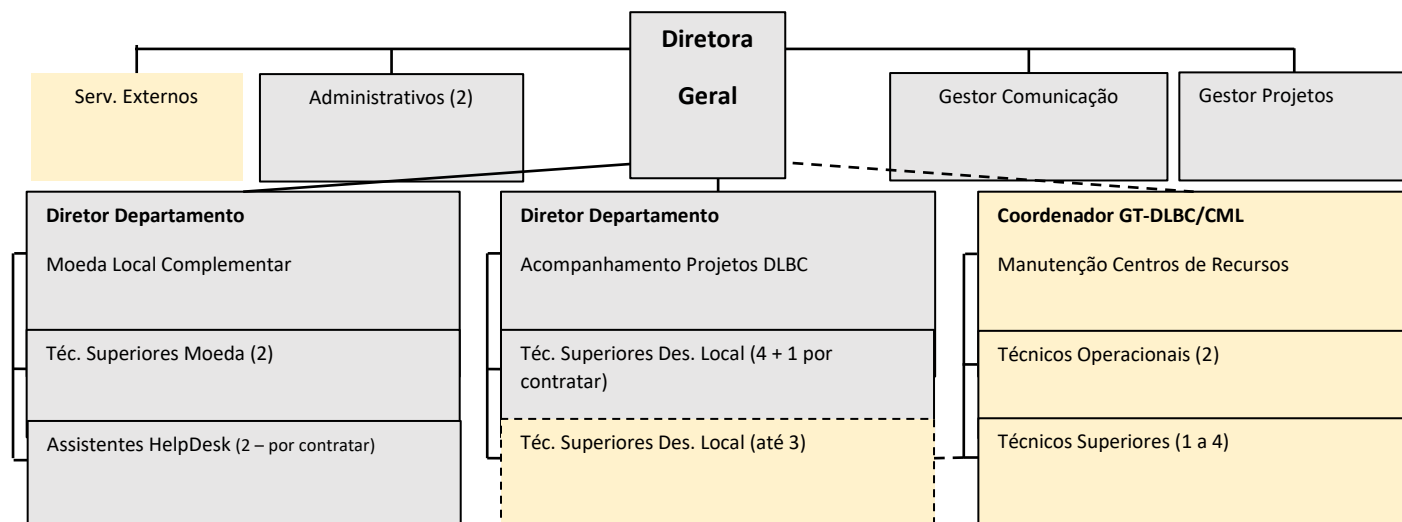 Diretora
Geral
Serv. Externos
Administrativos (2)
Gestor Comunicação
Gestor Projetos
Diretor Departamento
Moeda Local Complementar
Téc. Superiores Moeda (2)
Assistentes HelpDesk (2 – por contratar)
Diretor Departamento
Acompanhamento Projetos DLBC
Téc. Superiores Des. Local (4 + 1 por
contratar)
Téc. Superiores Des. Local (até 3)
Coordenador GT-DLBC/CML
Manutenção Centros de Recursos
Técnicos Operacionais (2)
Técnicos Superiores (1 a 4)